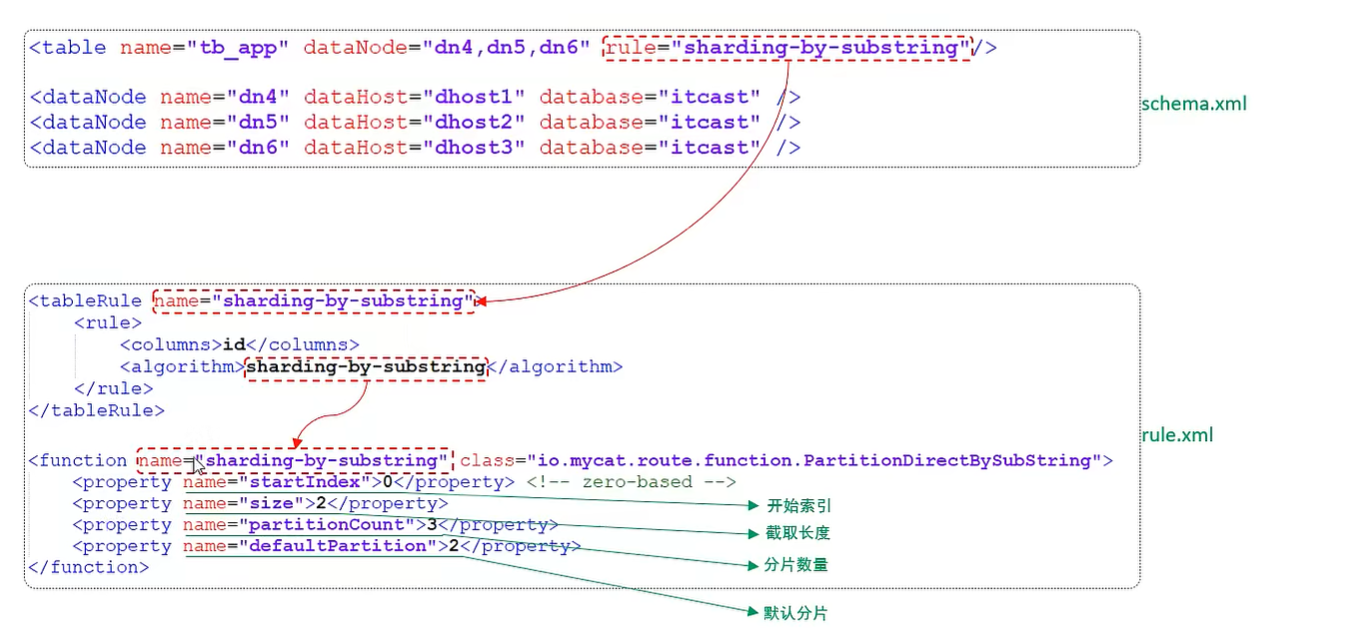 <table name="tb_app" dataNode="dn4,dn5,dn6" rule="sharding-by-substring"/>
<dataNode name="dn4" dataHost="dhost1" database="itcast" />
schema.xml
<dataNode name="dn5" dataHost="dhost2" database="itcast" />
<dataNode name="dn6" dataHost="dhost3" database="itcast" />
<tableRule name="sharding-by-substring">
<rule>
<columns>id</columns>
<algorithm>sharding-by-substring</algorithm>
</rule>
</tableRule>
rule.xml
<function name="sharding-by-substring" class="io.mycat.route.function.PartitionDirectBySubString">
<property name="startIndex">0</property> <!-- zero-based -->
<property name="size">2</property>
<property name="partitionCount">3</property>
<property name="defaultPartition">2</property>
</function>
开始索引
截取长度
分片数量
默认分片